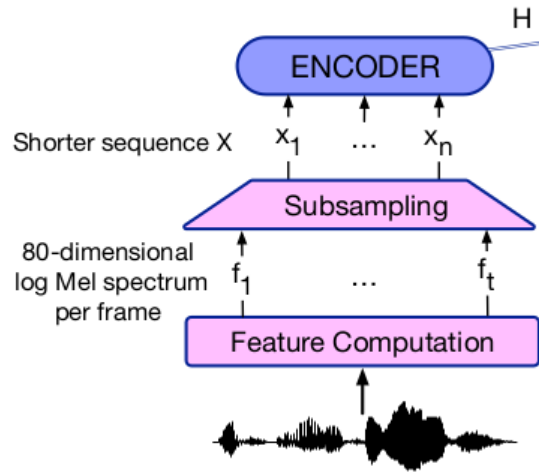 H
ENCODER
Shorter sequence X
x1 ... xn
Subsampling
80-dimensional
log Mel spectrum
per frame
f1 ... ft
Feature Computation